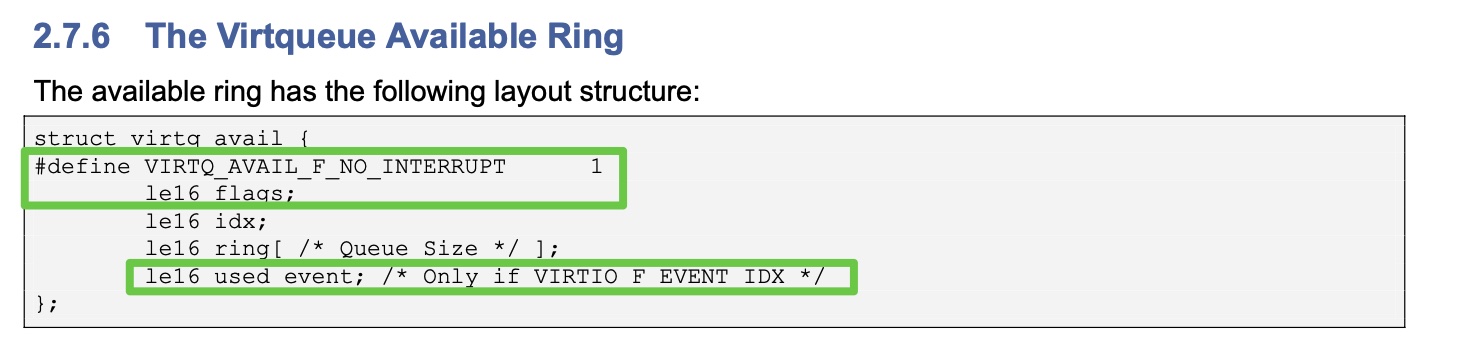 2.7.6 The Virtqueue Available Ring
The available ring has the following layout structure:
struct virtq_avail {
#define VIRTQ_AVAIL_F_NO_INTERRUPT 1
le16 flags;
le16 idx;
le16 ring[ /* Queue Size */ ];
le16 used_event; /* Only if VIRTIO_F_EVENT_IDX */
};